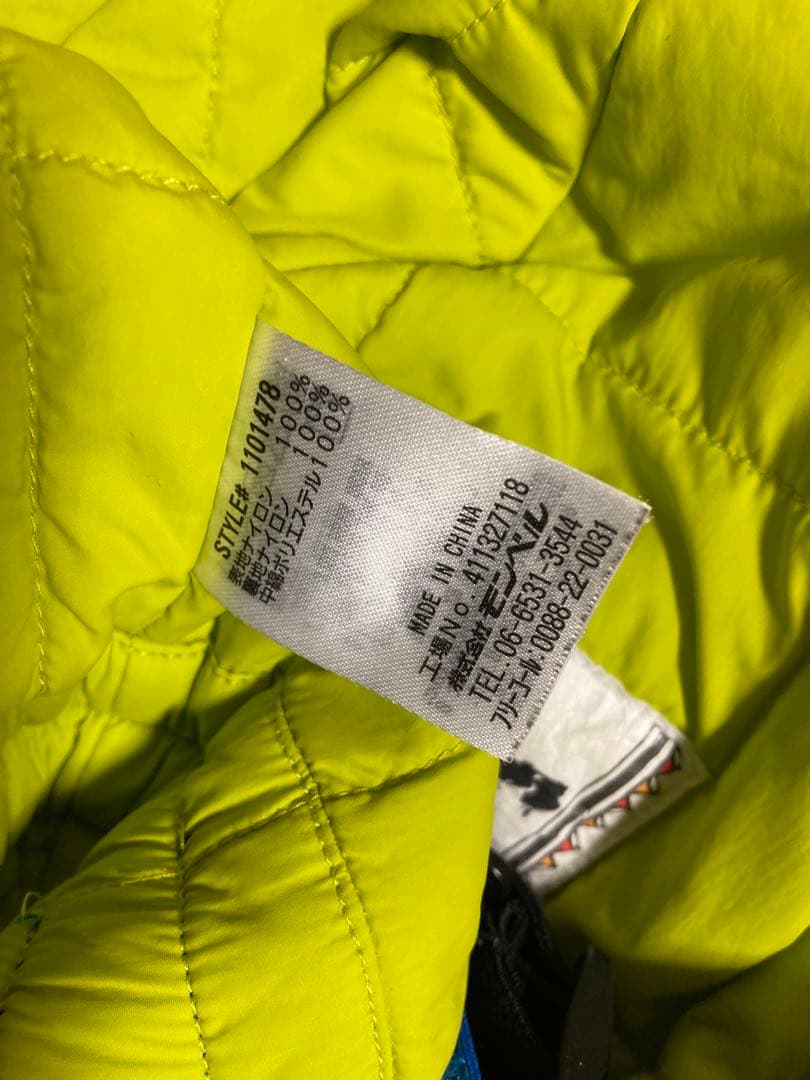 STYLE# 1101478
表地ナイロン 100%
裏地ナイロン 100%
中綿ポリエステル100%
MADE IN CHINA
工場No.411327118
株式会社モンベル
TEL.06-6531-3544
フリーコール:0088-22-0031